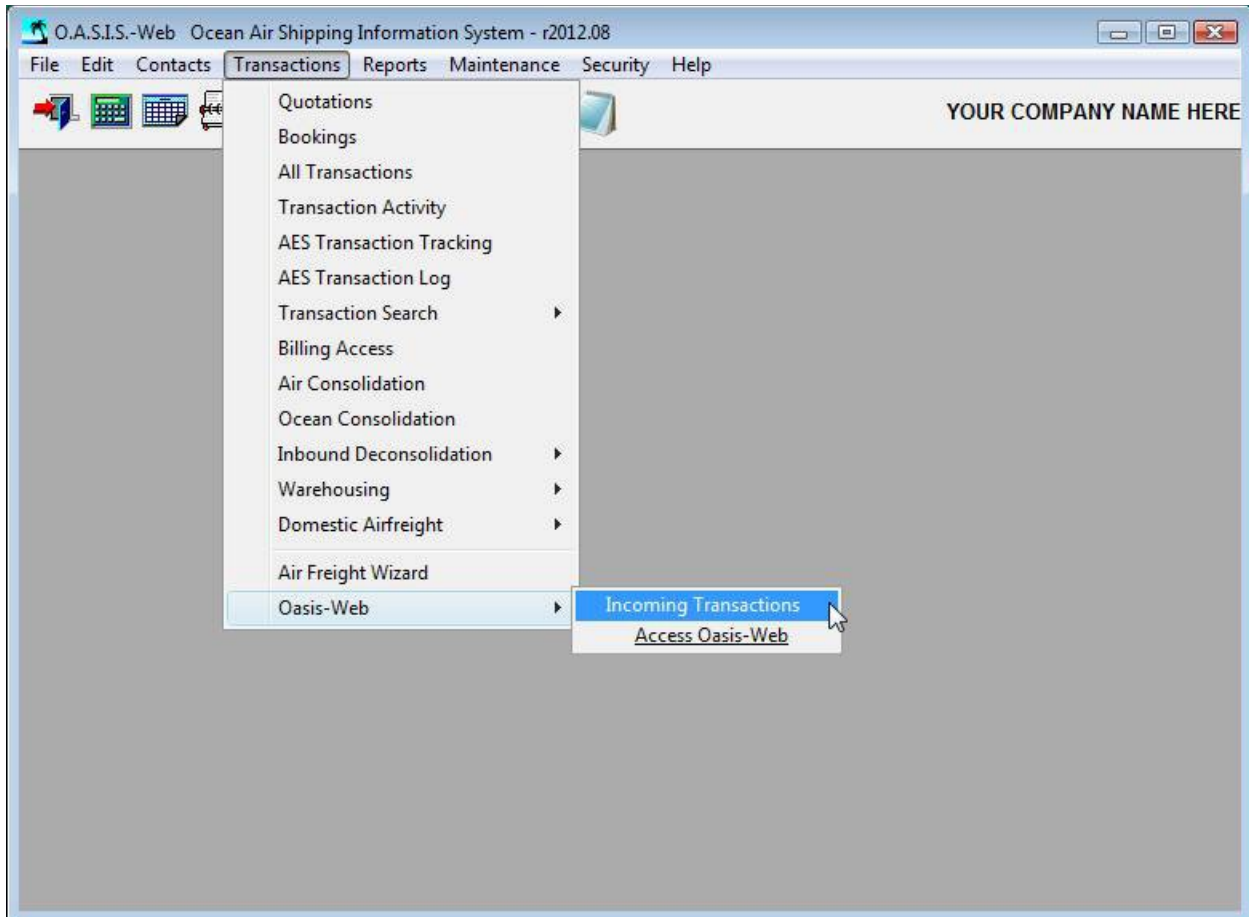 O.A.S.I.S.-Web Ocean Air Shipping Information System - r2012.08
File Edit Contacts Transactions Reports Maintenance Security Help
YOUR COMPANY NAME HERE
Quotations
Bookings
All Transactions
Transaction Activity
AES Transaction Tracking
AES Transaction Log
Transaction Search
Billing Access
Air Consolidation
Ocean Consolidation
Inbound Deconsolidation
Warehousing
Domestic Airfreight
Air Freight Wizard
Oasis-Web
Incoming Transactions
Access Oasis-Web